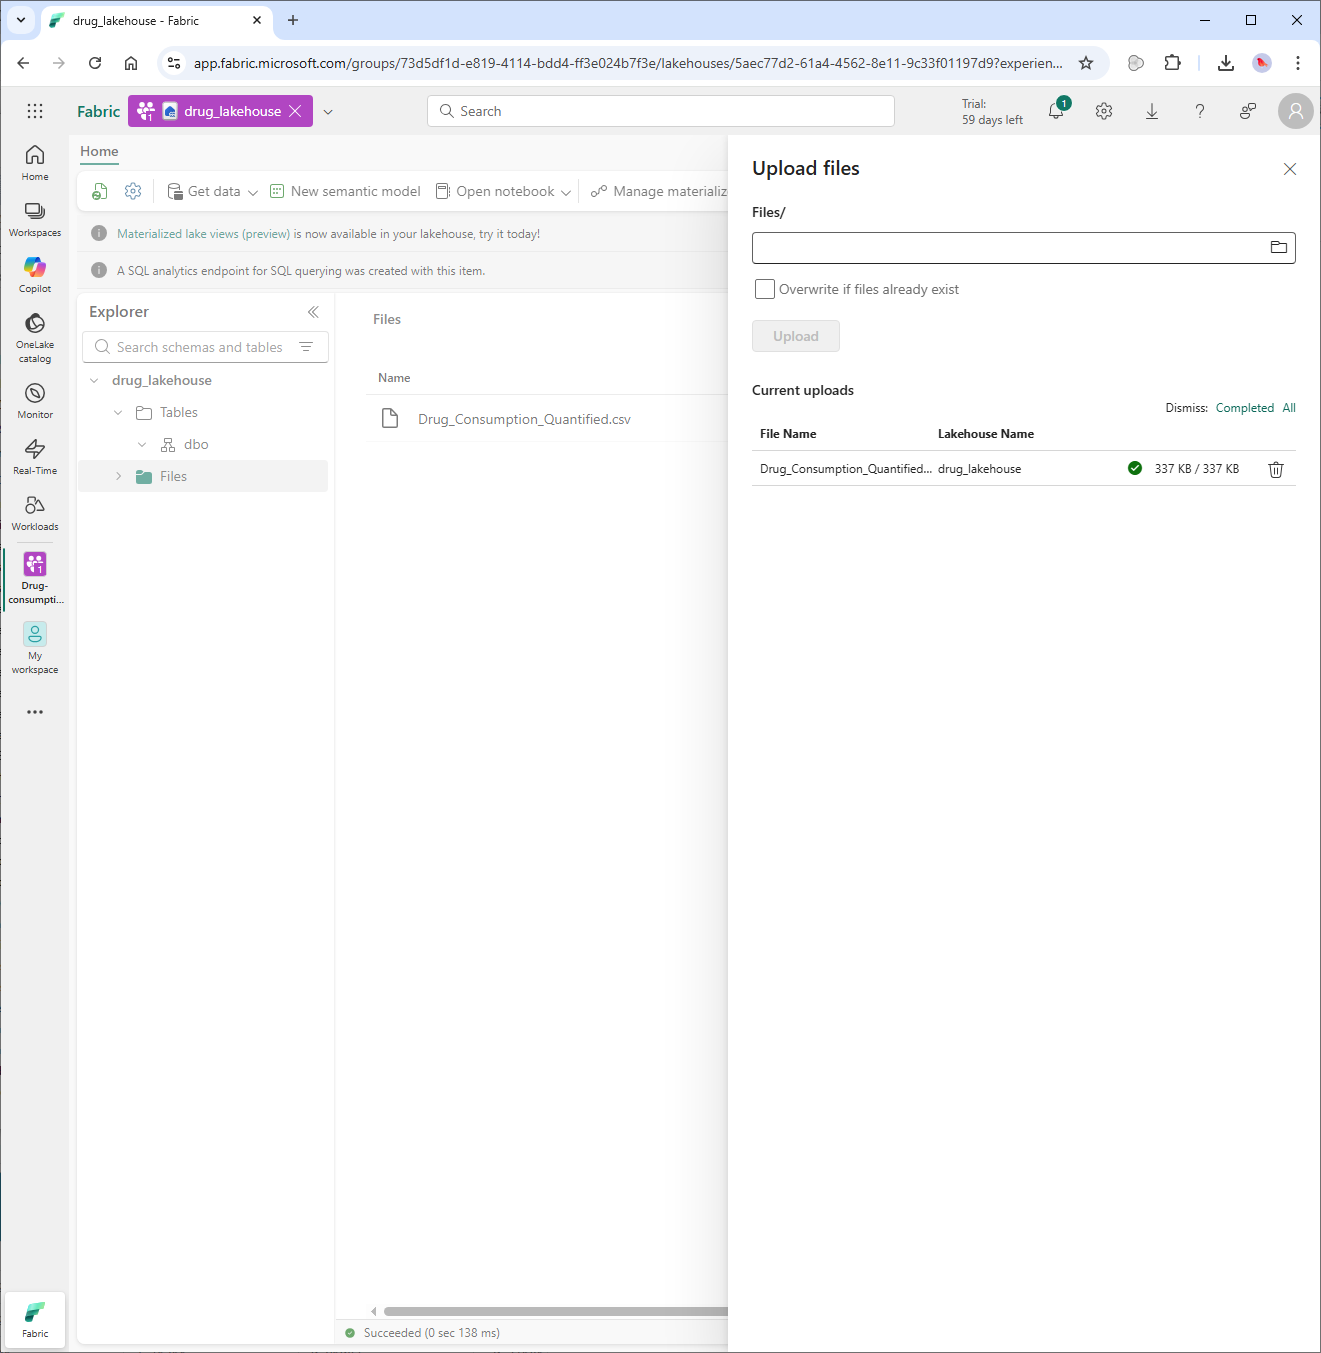 drug_lakehouse - Fabric
app.fabric.microsoft.com/groups/73d5df1d-e819-4114-bdd4-ff3e024b7f3e/lakehouses/5aec77d2-61a4-4562-8e11-9c33f01197d9?experien...
Fabric
1
drug_lakehouse
Search
Trial:
59 days left
1
Home
Workspaces
Copilot
OneLake
catalog
Monitor
Real-Time
Workloads
1
Drug-
consumpti...
My
workspace
Fabric
Home
Get data
New semantic model
Open notebook
Manage materializ
Materialized lake views (preview) is now available in your lakehouse, try it today!
A SQL analytics endpoint for SQL querying was created with this item.
Explorer
Search schemas and tables
drug_lakehouse
Tables
dbo
Files
Files
Name
Drug_Consumption_Quantified.csv
Succeeded (0 sec 138 ms)
Upload files
Files/
Overwrite if files already exist
Upload
Current uploads
Dismiss: Completed All
File Name Lakehouse Name
Drug_Consumption_Quantified... drug_lakehouse 337 KB / 337 KB